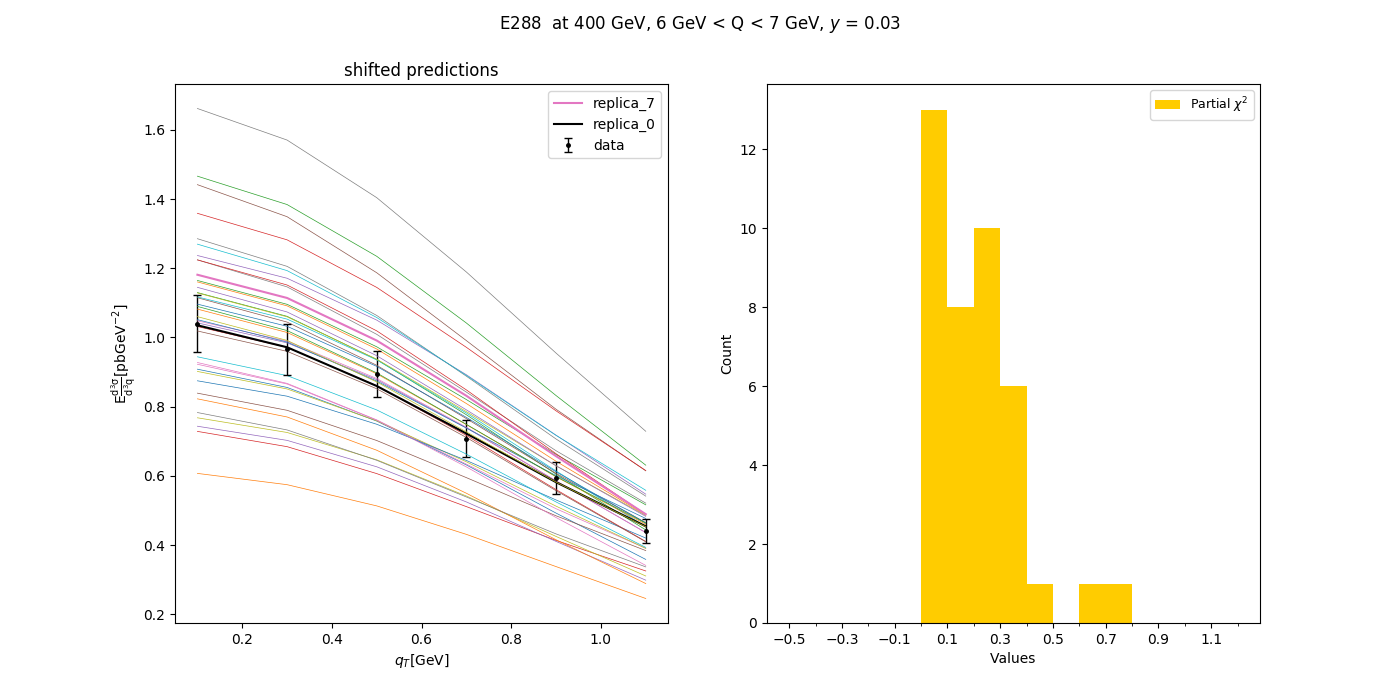 E288 at 400 GeV, 6 GeV < Q < 7 GeV, y = 0.03
shifted predictions
replica_7
replica_0
data
E d³σ/d³q [pbGeV⁻²]
1.6
1.4
1.2
1.0
0.8
0.6
0.4
0.2
0.2 0.4 0.6 0.8 1.0
q_T[GeV]
Partial χ²
Count
12
10
8
6
4
2
0
−0.5 −0.3 −0.1 0.1 0.3 0.5 0.7 0.9 1.1
Values